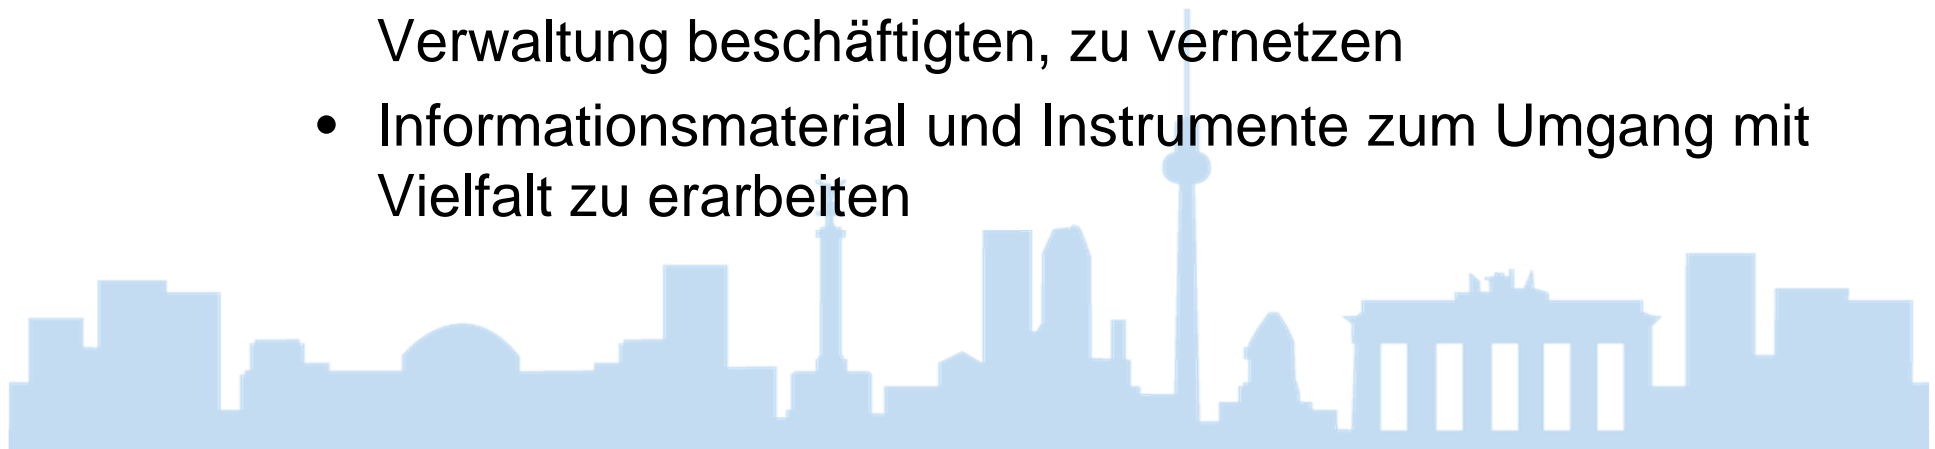 Verwaltung beschäftigten, zu vernetzen
• Informationsmaterial und Instrumente zum Umgang mit
Vielfalt zu erarbeiten